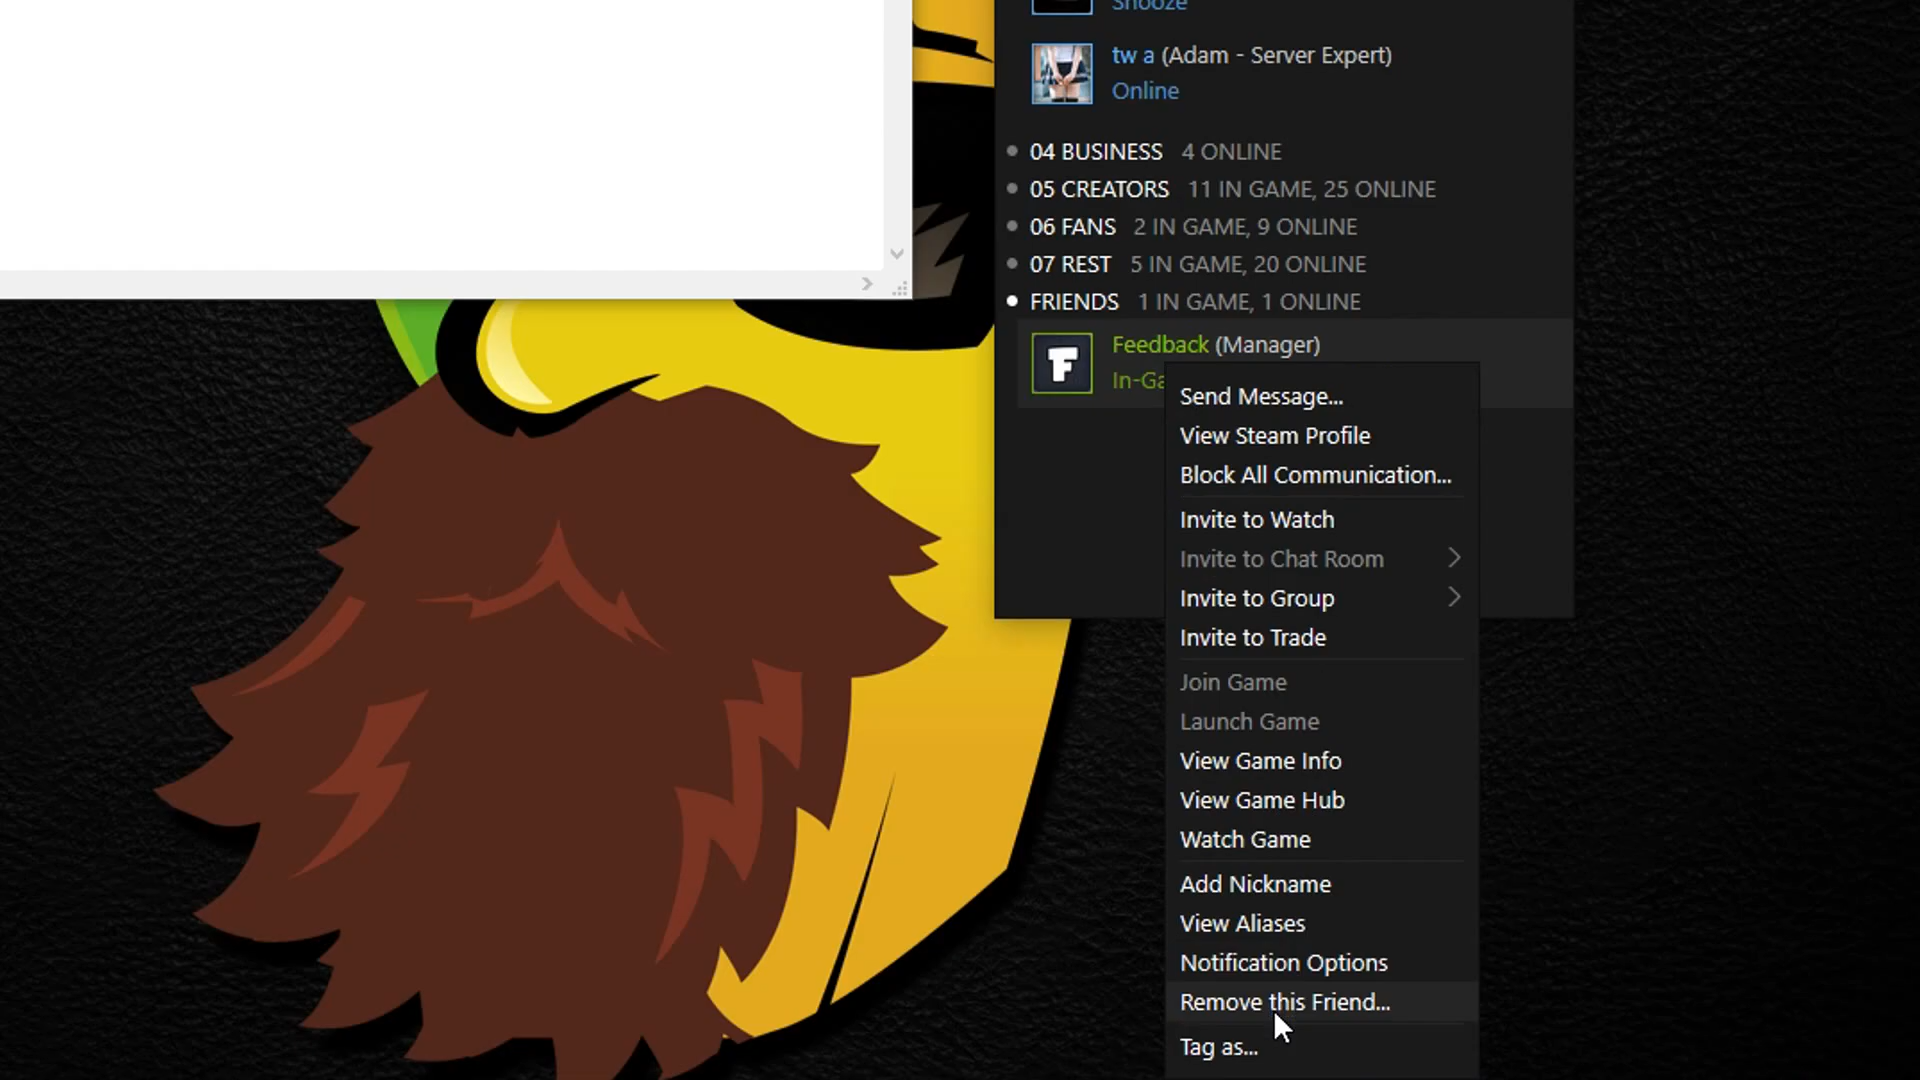 Snooze
tw a (Adam - Server Expert)
Online
04 BUSINESS 4 ONLINE
05 CREATORS 11 IN GAME, 25 ONLINE
06 FANS 2 IN GAME, 9 ONLINE
07 REST 5 IN GAME, 20 ONLINE
FRIENDS 1 IN GAME, 1 ONLINE
F
Feedback (Manager)
In-Ga
Send Message...
View Steam Profile
Block All Communication...
Invite to Watch
Invite to Chat Room
Invite to Group
Invite to Trade
Join Game
Launch Game
View Game Info
View Game Hub
Watch Game
Add Nickname
View Aliases
Notification Options
Remove this Friend...
Tag as...